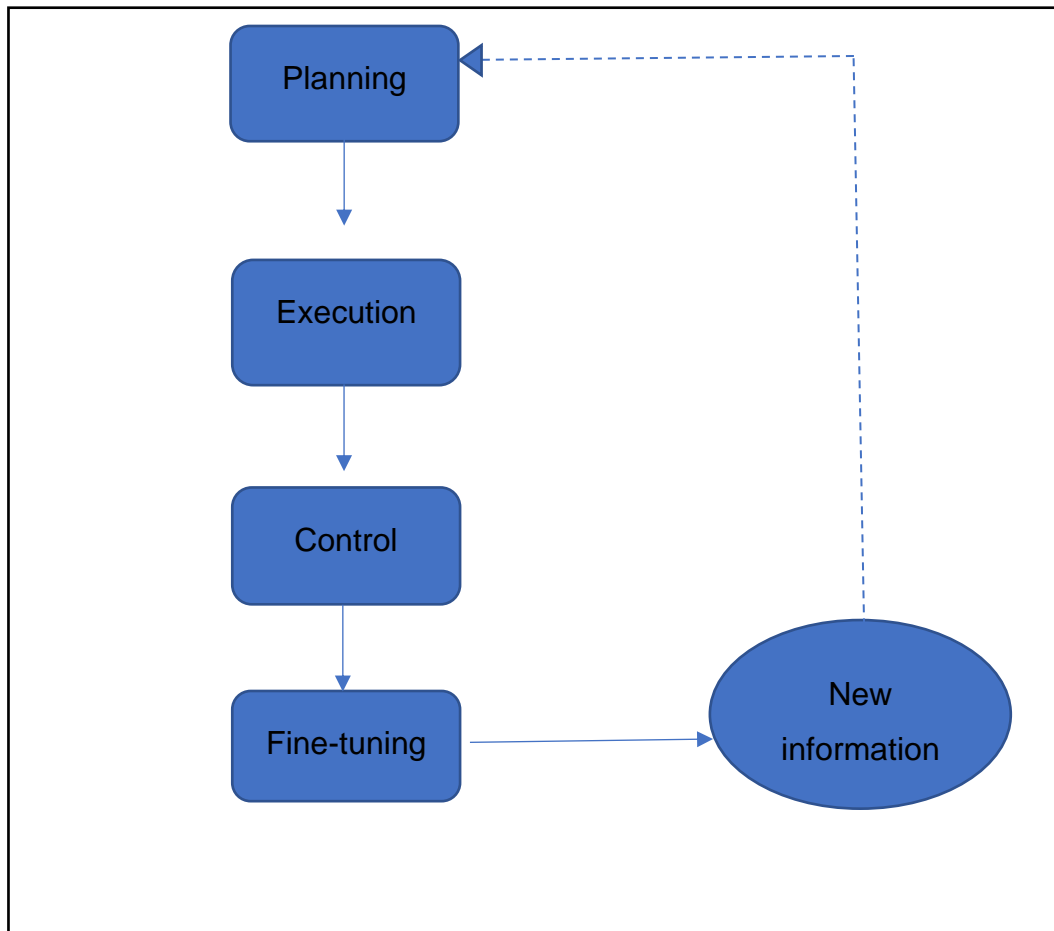 Planning
Execution
Control
Fine-tuning
New
information